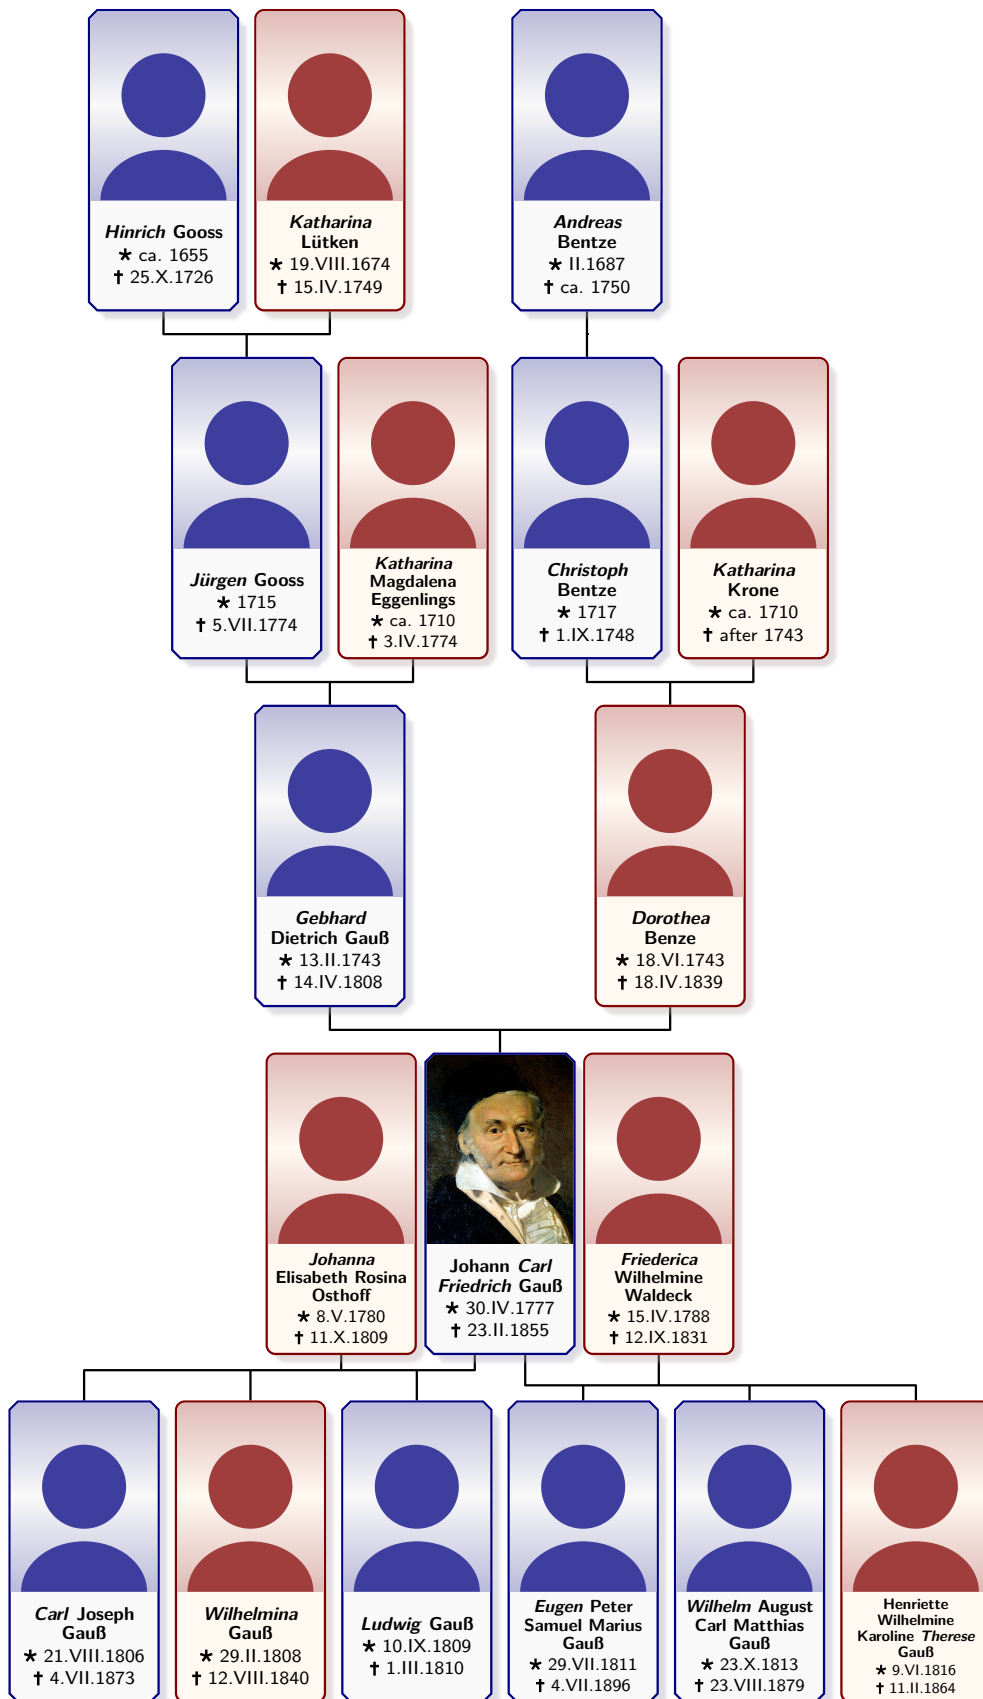 Hinrich Gooss
★ ca. 1655
† 25.X.1726
Katharina
Lütken
★ 19.VIII.1674
† 15.IV.1749
Andreas
Bentze
★ II.1687
† ca. 1750
Jürgen Gooss
★ 1715
† 5.VII.1774
Katharina
Magdalena
Eggenlings
★ ca. 1710
† 3.IV.1774
Christoph
Bentze
★ 1717
† 1.IX.1748
Katharina
Krone
★ ca. 1710
† after 1743
Gebhard
Dietrich Gauß
★ 13.II.1743
† 14.IV.1808
Dorothea
Benze
★ 18.VI.1743
† 18.IV.1839
Johanna
Elisabeth Rosina
Osthoff
★ 8.V.1780
† 11.X.1809
Johann Carl
Friedrich Gauß
★ 30.IV.1777
† 23.II.1855
Friederica
Wilhelmine
Waldeck
★ 15.IV.1788
† 12.IX.1831
Carl Joseph
Gauß
★ 21.VIII.1806
† 4.VII.1873
Wilhelmina
Gauß
★ 29.II.1808
† 12.VIII.1840
Ludwig Gauß
★ 10.IX.1809
† 1.III.1810
Eugen Peter
Samuel Marius
Gauß
★ 29.VII.1811
† 4.VII.1896
Wilhelm August
Carl Matthias
Gauß
★ 23.X.1813
† 23.VIII.1879
Henriette
Wilhelmine
Karoline Therese
Gauß
★ 9.VI.1816
† 11.II.1864